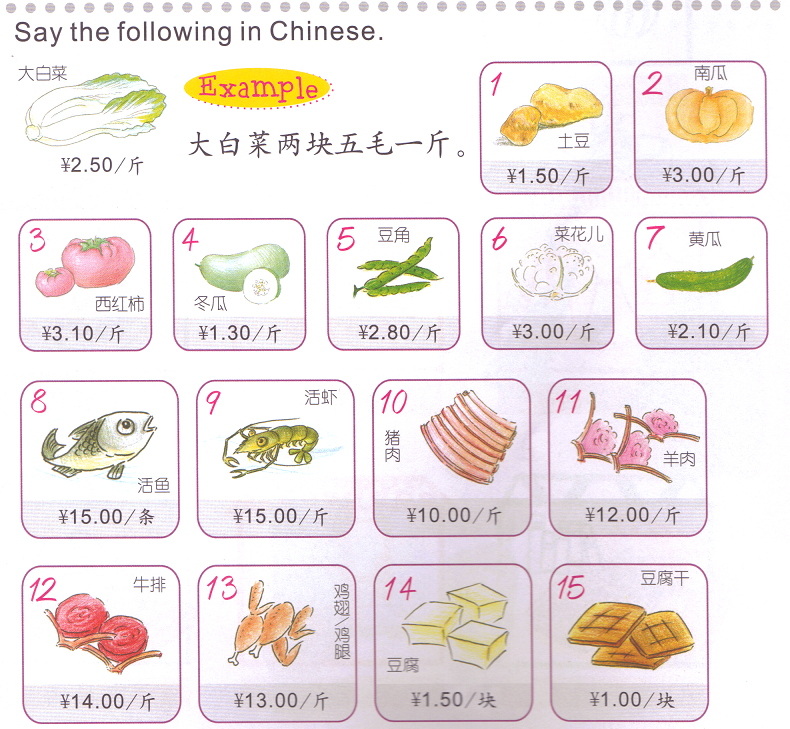 Say the following in Chinese.
大白菜
¥2.50/斤
Example
大白菜两块五毛一斤。
1
土豆
¥1.50/斤
2
南瓜
¥3.00/斤
3
西红柿
¥3.10/斤
4
冬瓜
¥1.30/斤
5
豆角
¥2.80/斤
6
菜花儿
¥3.00/斤
7
黄瓜
¥2.10/斤
8
活鱼
¥15.00/条
9
活虾
¥15.00/斤
10
猪肉
¥10.00/斤
11
羊肉
¥12.00/斤
12
牛排
¥14.00/斤
13
鸡翅/鸡腿
¥13.00/斤
14
豆腐
¥1.50/块
15
豆腐干
¥1.00/块